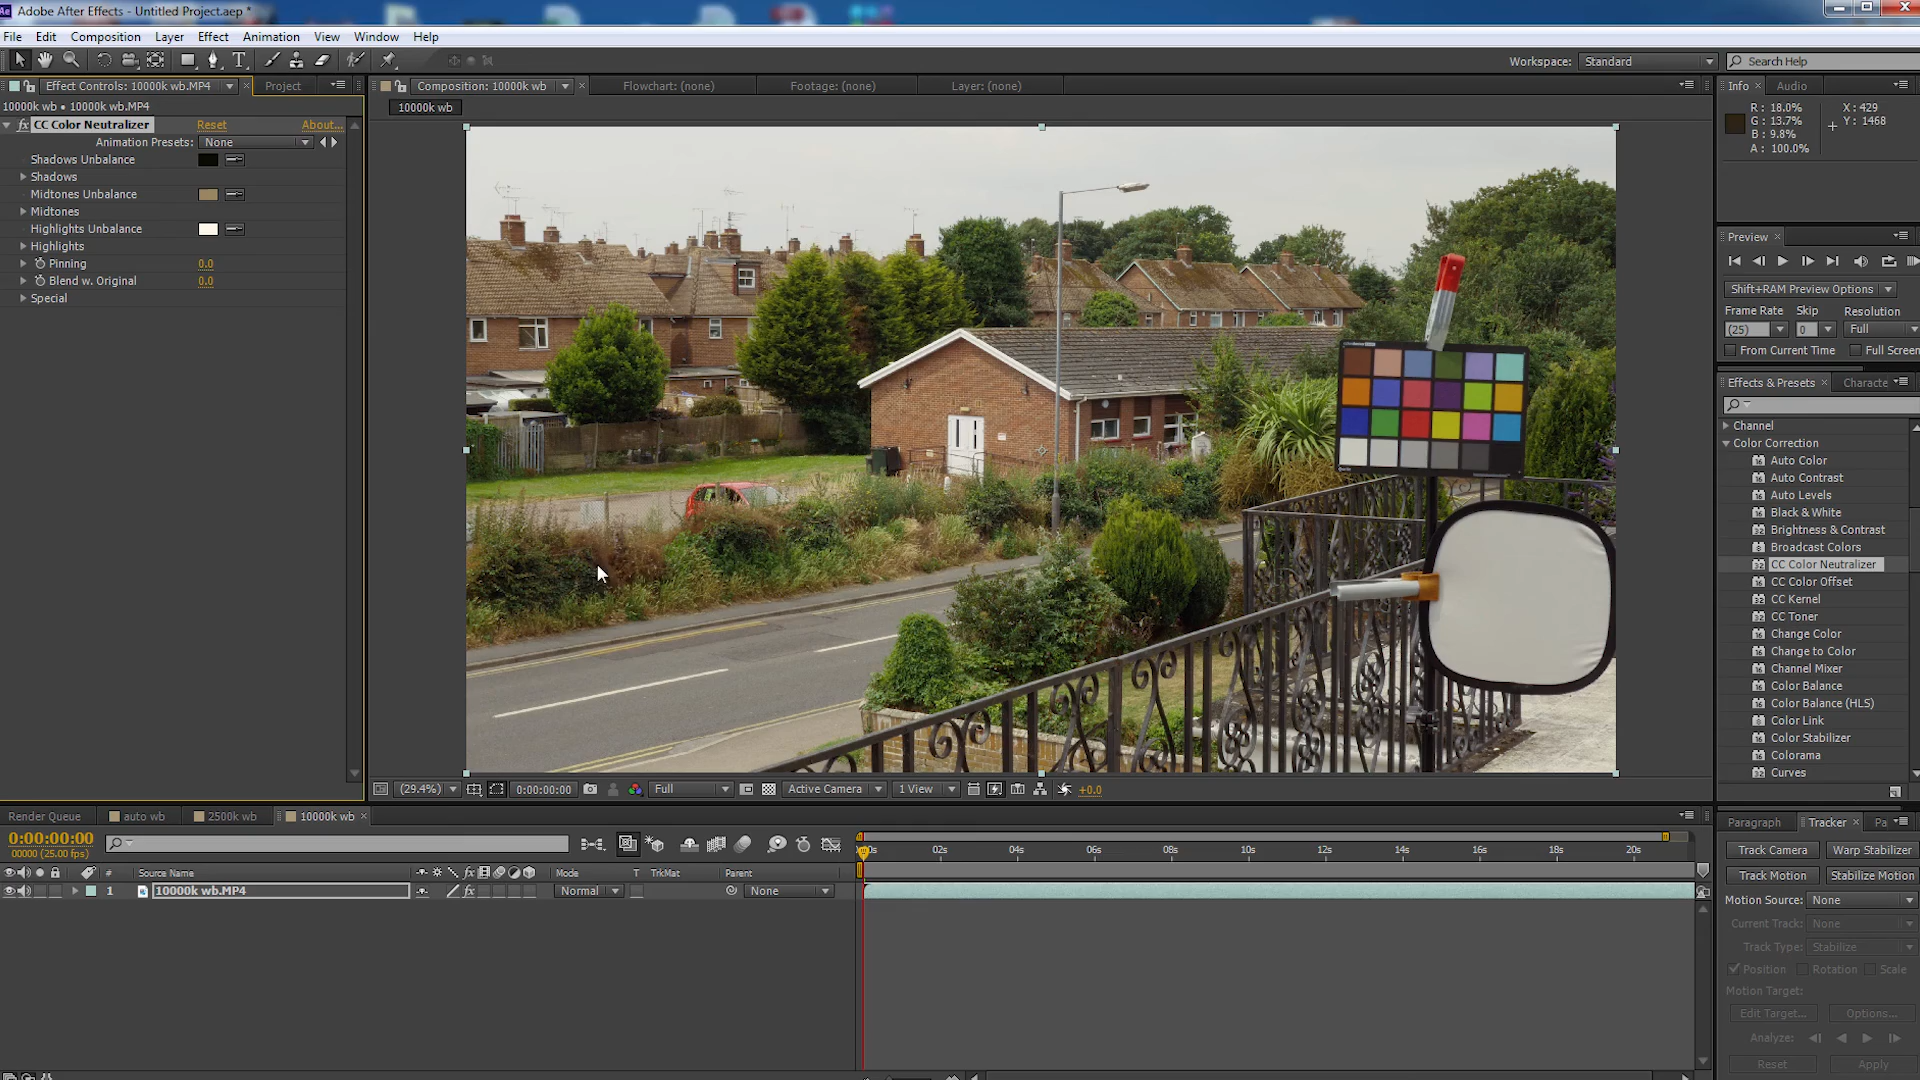 Adobe After Effects - Untitled Project.aep *
File Edit Composition Layer Effect Animation View Window Help
Workspace: Standard Search Help
Effect Controls: 10000k wb.MP4 Project
10000k wb • 10000k wb.MP4
fx CC Color Neutralizer Reset About...
Animation Presets: None
Shadows Unbalance
Shadows
Midtones Unbalance
Midtones
Highlights Unbalance
Highlights
Pinning 0.0
Blend w. Original 0.0
Special
Composition: 10000k wb Flowchart: (none) Footage: (none) Layer: (none)
10000k wb
(29.4%) 0:00:00:00 Full Active Camera 1 View +0.0
Info Audio
R: 18.0% X: 429
G: 13.7% Y: 1468
B: 9.8%
A: 100.0%
Preview
Shift+RAM Preview Options
Frame Rate Skip Resolution
(25) 0 Full
From Current Time Full Screen
Effects & Presets Characte
Channel
Color Correction
Auto Color
Auto Contrast
Auto Levels
Black & White
Brightness & Contrast
Broadcast Colors
CC Color Neutralizer
CC Color Offset
CC Kernel
CC Toner
Change Color
Change to Color
Channel Mixer
Color Balance
Color Balance (HLS)
Color Link
Color Stabilizer
Colorama
Curves
Render Queue auto wb 2500k wb 10000k wb
0:00:00:00
00000 (25.00 fps)
02s 04s 06s 08s 10s 12s 14s 16s 18s 20s
# Source Name Mode T TrkMat Parent
1 10000k wb.MP4 Normal None
Paragraph Tracker Pa
Track Camera Warp Stabilizer
Track Motion Stabilize Motion
Motion Source: None
Current Track: None
Track Type: Stabilize
Position Rotation Scale
Motion Target:
Edit Target... Options...
Analyze:
Reset Apply